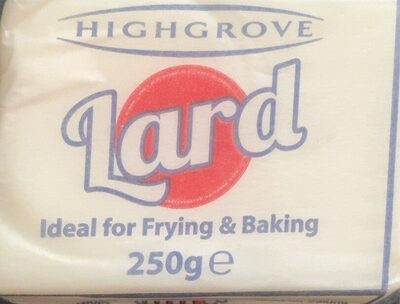 HIGHGROVE
Lard
Ideal for Frying & Baking
250g ℮